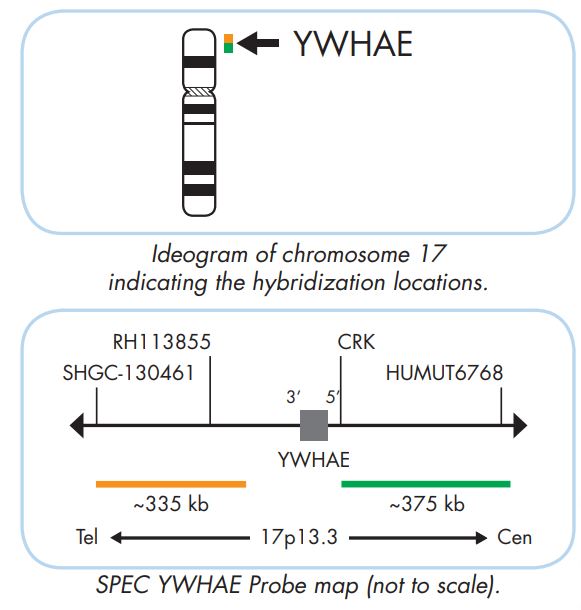 YWHAE
Ideogram of chromosome 17
indicating the hybridization locations.
RH113855
CRK
SHGC-130461
HUMUT6768
3’
5’
YWHAE
~335 kb
~375 kb
Tel
17p13.3
Cen
SPEC YWHAE Probe map (not to scale).